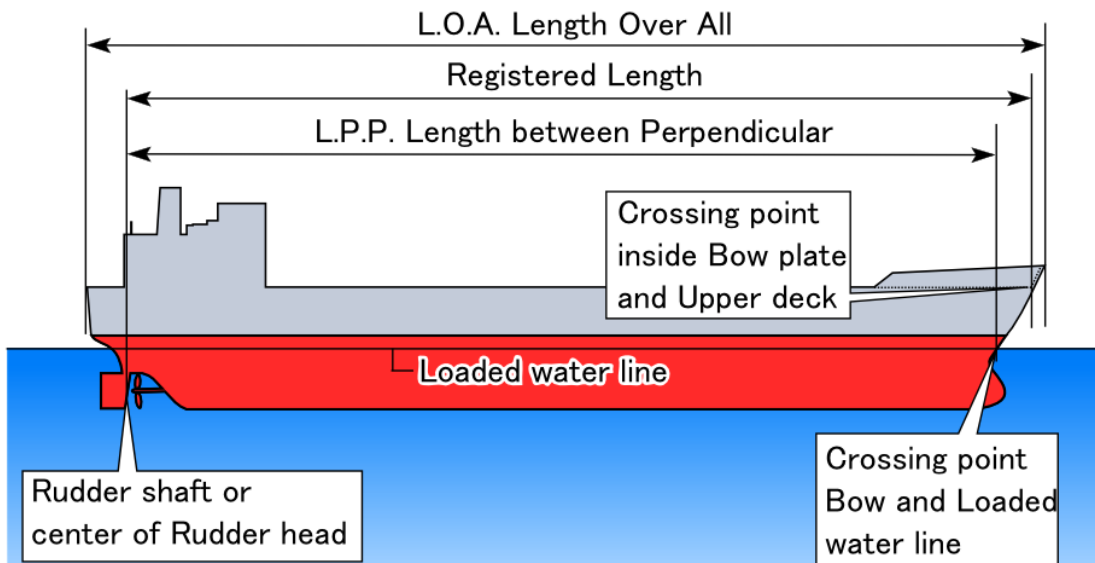 L.O.A. Length Over All
Registered Length
L.P.P. Length between Perpendicular
Crossing point
inside Bow plate
and Upper deck
Loaded water line
Rudder shaft or
center of Rudder head
Crossing point
Bow and Loaded
water line